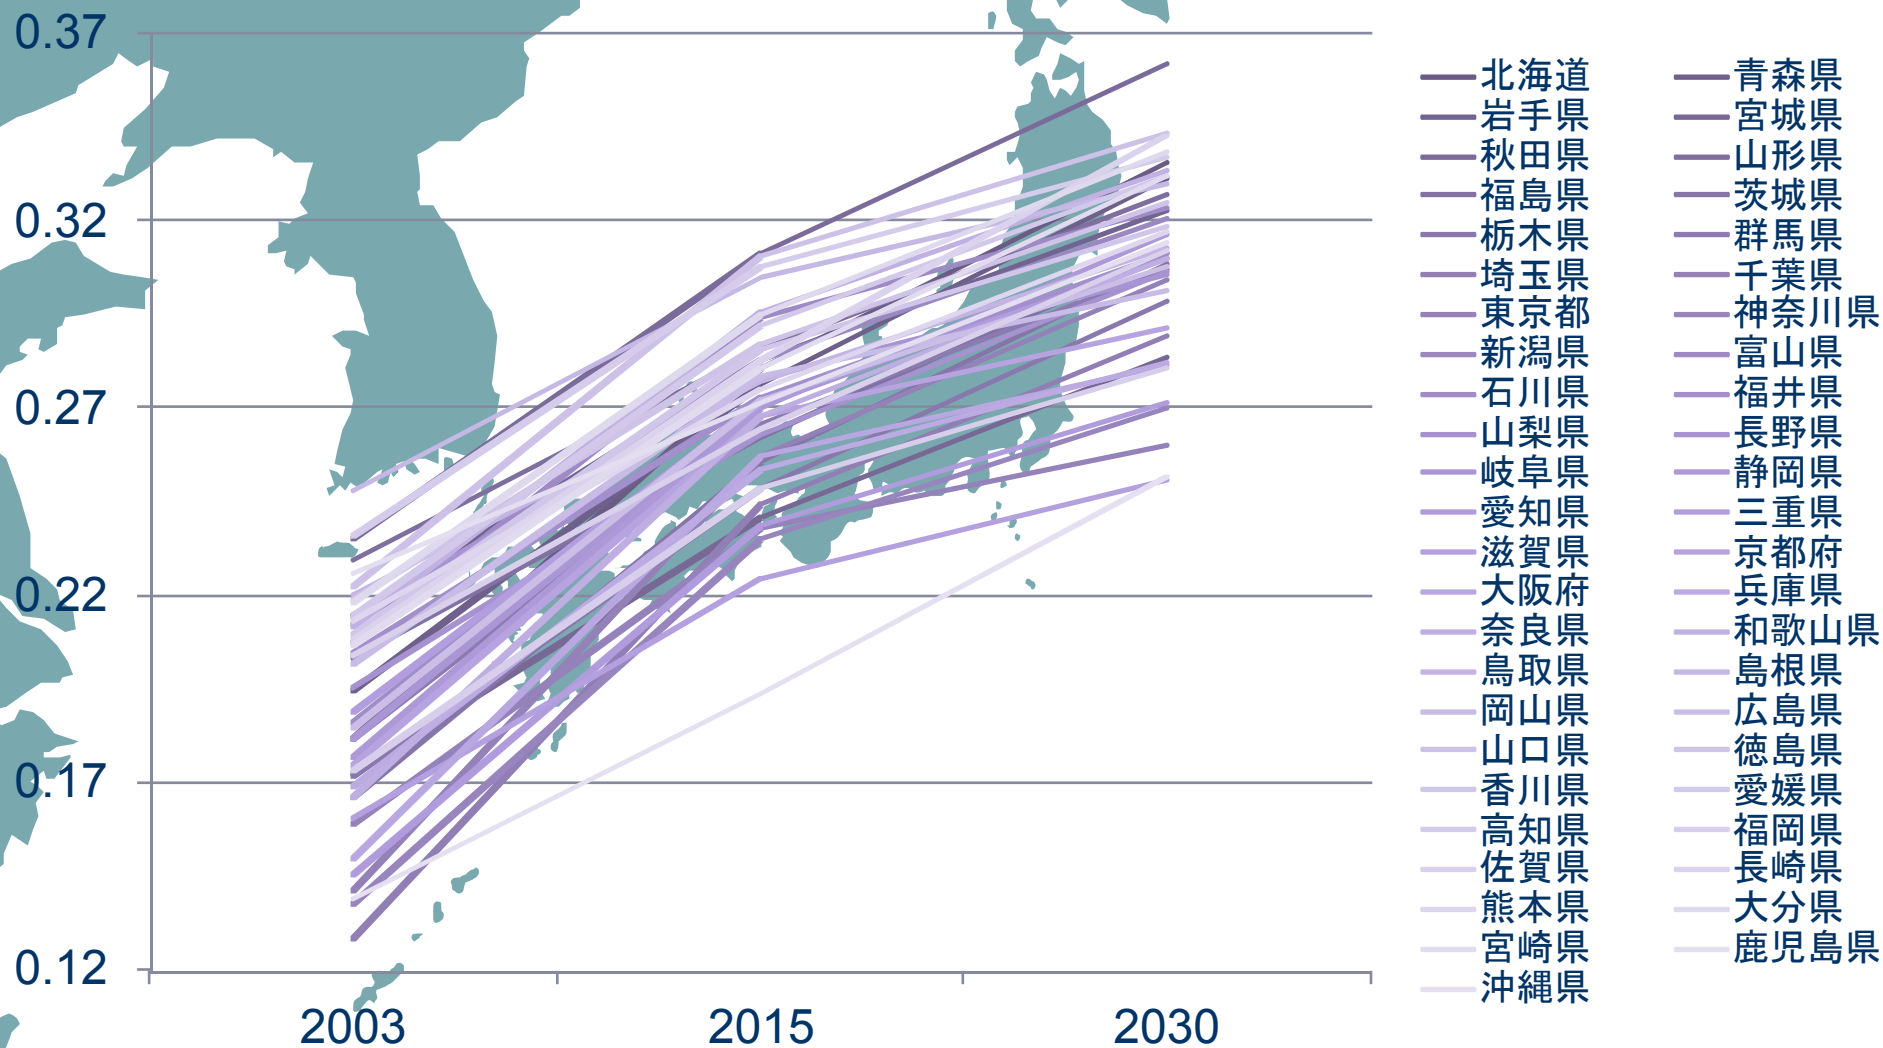 0.37
0.32
0.27
0.22
0.17
0.12
2003 2015 2030
北海道 青森県
岩手県 宮城県
秋田県 山形県
福島県 茨城県
栃木県 群馬県
埼玉県 千葉県
東京都 神奈川県
新潟県 富山県
石川県 福井県
山梨県 長野県
岐阜県 静岡県
愛知県 三重県
滋賀県 京都府
大阪府 兵庫県
奈良県 和歌山県
鳥取県 島根県
岡山県 広島県
山口県 徳島県
香川県 愛媛県
高知県 福岡県
佐賀県 長崎県
熊本県 大分県
宮崎県 鹿児島県
沖縄県